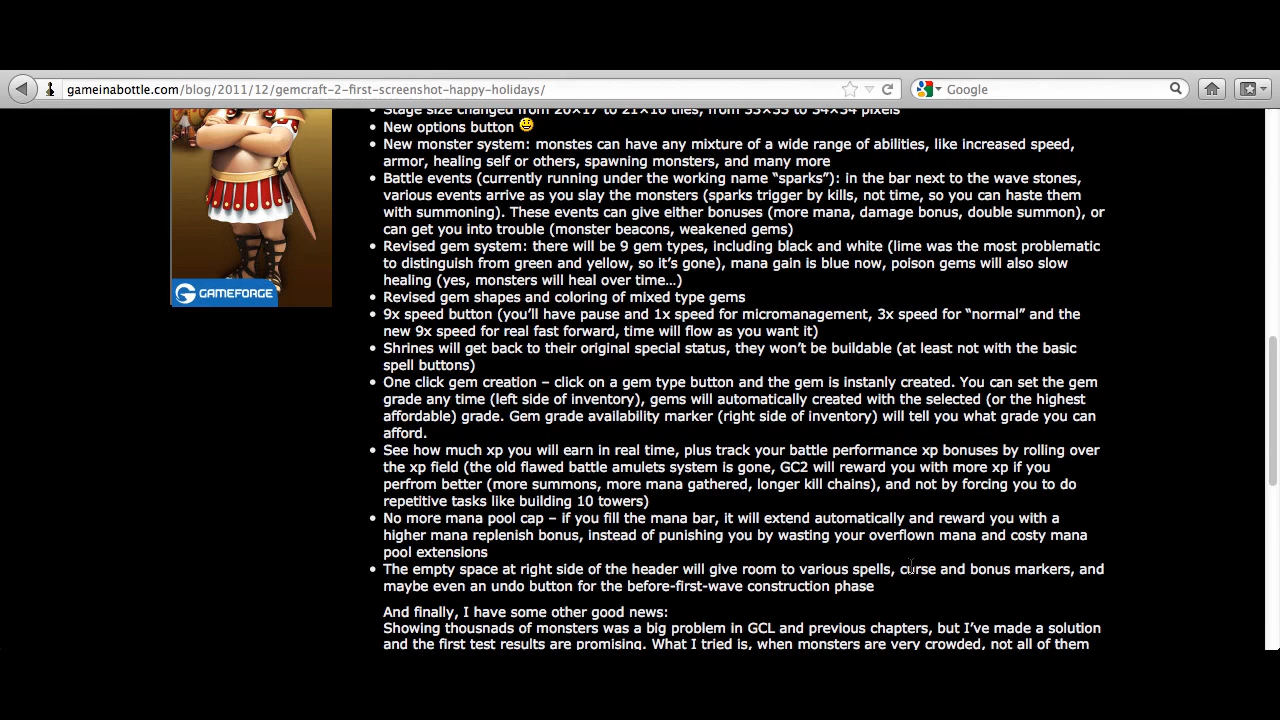 gameinabottle.com/blog/2011/12/gemcraft-2-first-screenshot-happy-holidays/
Google
Stage size changed from 20×17 to 21×16 tiles, from 33×33 to 34×34 pixels
New options button
New monster system: monstes can have any mixture of a wide range of abilities, like increased speed,
armor, healing self or others, spawning monsters, and many more
Battle events (currently running under the working name “sparks”): in the bar next to the wave stones,
various events arrive as you slay the monsters (sparks trigger by kills, not time, so you can haste them
with summoning). These events can give either bonuses (more mana, damage bonus, double summon), or
can get you into trouble (monster beacons, weakened gems)
Revised gem system: there will be 9 gem types, including black and white (lime was the most problematic
to distinguish from green and yellow, so it’s gone), mana gain is blue now, poison gems will also slow
healing (yes, monsters will heal over time…)
GAMEFORGE
Revised gem shapes and coloring of mixed type gems
9x speed button (you’ll have pause and 1x speed for micromanagement, 3x speed for “normal” and the
new 9x speed for real fast forward, time will flow as you want it)
Shrines will get back to their original special status, they won’t be buildable (at least not with the basic
spell buttons)
One click gem creation – click on a gem type button and the gem is instanly created. You can set the gem
grade any time (left side of inventory), gems will automatically created with the selected (or the highest
affordable) grade. Gem grade availability marker (right side of inventory) will tell you what grade you can
afford.
See how much xp you will earn in real time, plus track your battle performance xp bonuses by rolling over
the xp field (the old flawed battle amulets system is gone, GC2 will reward you with more xp if you
perfrom better (more summons, more mana gathered, longer kill chains), and not by forcing you to do
repetitive tasks like building 10 towers)
No more mana pool cap – if you fill the mana bar, it will extend automatically and reward you with a
higher mana replenish bonus, instead of punishing you by wasting your overflown mana and costy mana
pool extensions
The empty space at right side of the header will give room to various spells, curse and bonus markers, and
maybe even an undo button for the before-first-wave construction phase
And finally, I have some other good news:
Showing thousnads of monsters was a big problem in GCL and previous chapters, but I’ve made a solution
and the first test results are promising. What I tried is, when monsters are very crowded, not all of them